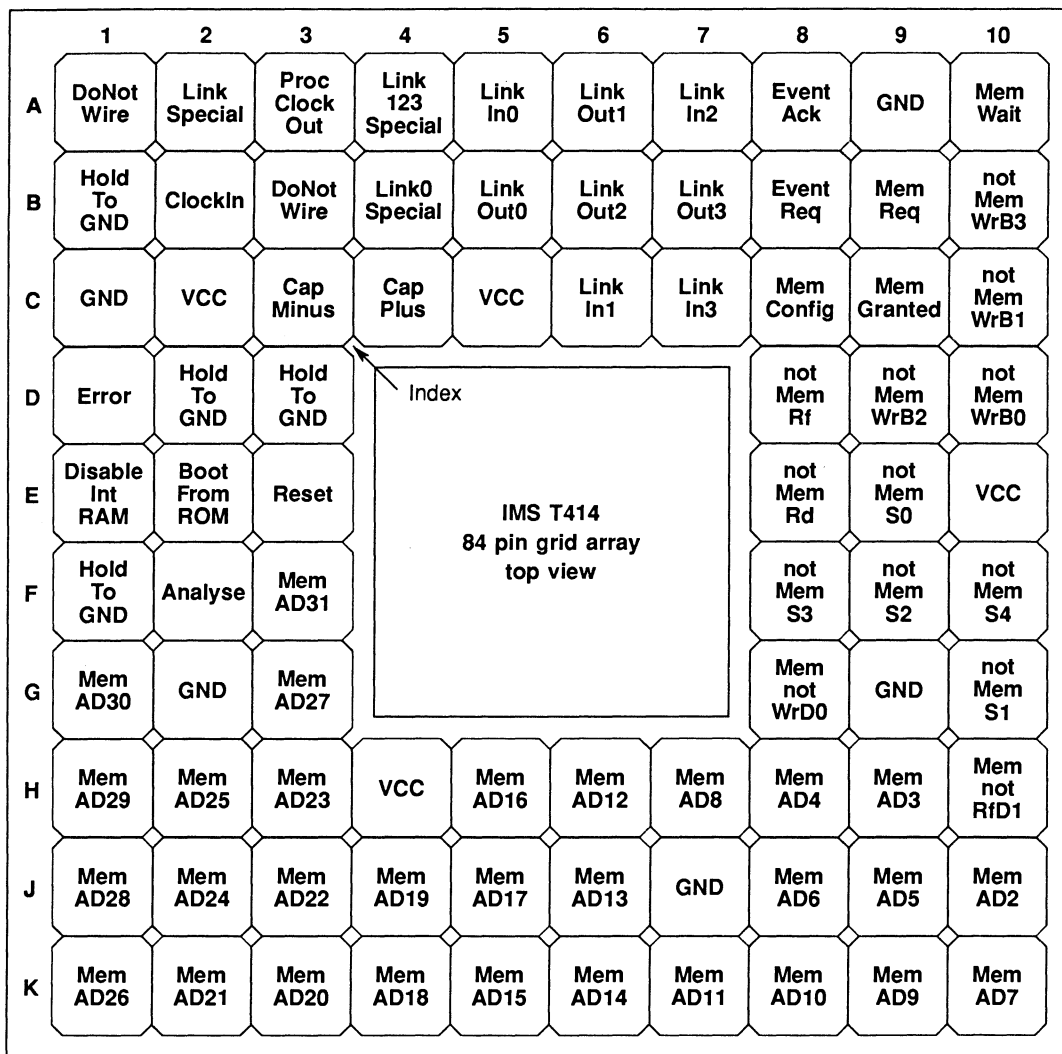 1 2 3 4 5 6 7 8 9 10
A
DoNot Wire
Link Special
Proc Clock Out
Link 123 Special
Link In0
Link Out1
Link In2
Event Ack
GND
Mem Wait
B
Hold To GND
ClockIn
DoNot Wire
Link0 Special
Link Out0
Link Out2
Link Out3
Event Req
Mem Req
not Mem WrB3
C
GND
VCC
Cap Minus
Cap Plus
VCC
Link In1
Link In3
Mem Config
Mem Granted
not Mem WrB1
D
Error
Hold To GND
Hold To GND
Index
not Mem Rf
not Mem WrB2
not Mem WrB0
E
Disable Int RAM
Boot From ROM
Reset
IMS T414
84 pin grid array
top view
not Mem Rd
not Mem S0
VCC
F
Hold To GND
Analyse
Mem AD31
not Mem S3
not Mem S2
not Mem S4
G
Mem AD30
GND
Mem AD27
Mem not WrD0
GND
not Mem S1
H
Mem AD29
Mem AD25
Mem AD23
VCC
Mem AD16
Mem AD12
Mem AD8
Mem AD4
Mem AD3
Mem not RfD1
J
Mem AD28
Mem AD24
Mem AD22
Mem AD19
Mem AD17
Mem AD13
GND
Mem AD6
Mem AD5
Mem AD2
K
Mem AD26
Mem AD21
Mem AD20
Mem AD18
Mem AD15
Mem AD14
Mem AD11
Mem AD10
Mem AD9
Mem AD7